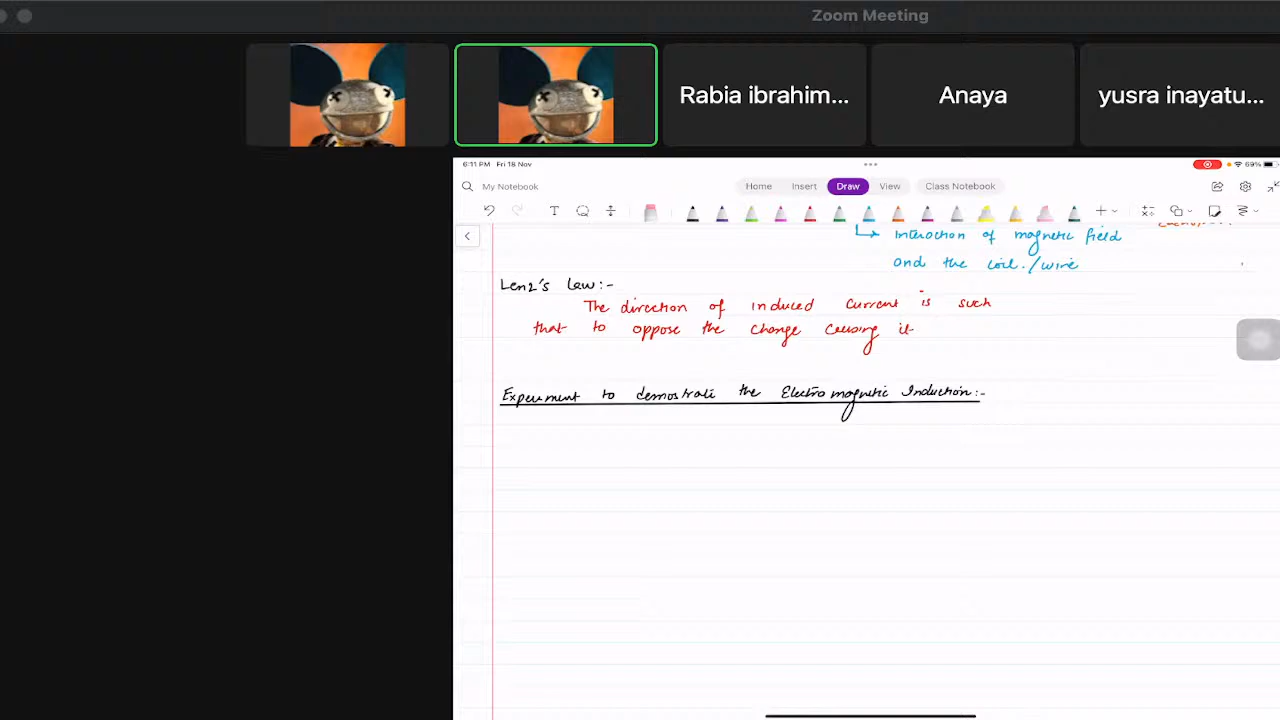 Zoom Meeting
Rabia ibrahim...
Anaya
yusra inayatu...
6:11 PM Fri 18 Nov
69%
My Notebook
Home Insert Draw View Class Notebook
Interaction of magnetic field
and the coil./wire
Lenz's law:-
The direction of induced current is such
that to oppose the change causing it
Experiment to demostrate the Electromagnetic Induction:-